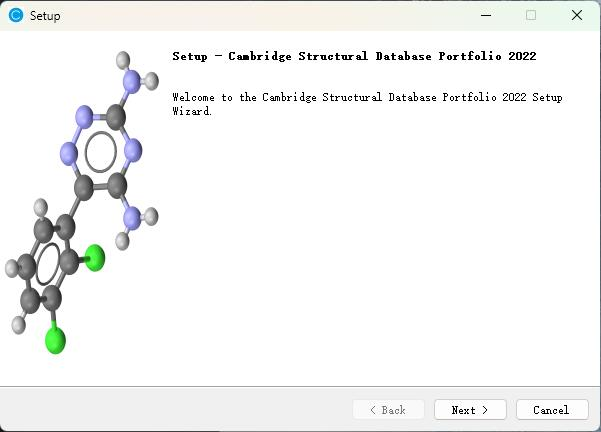 Setup
Setup - Cambridge Structural Database Portfolio 2022
Welcome to the Cambridge Structural Database Portfolio 2022 Setup
Wizard.
< Back
Next >
Cancel